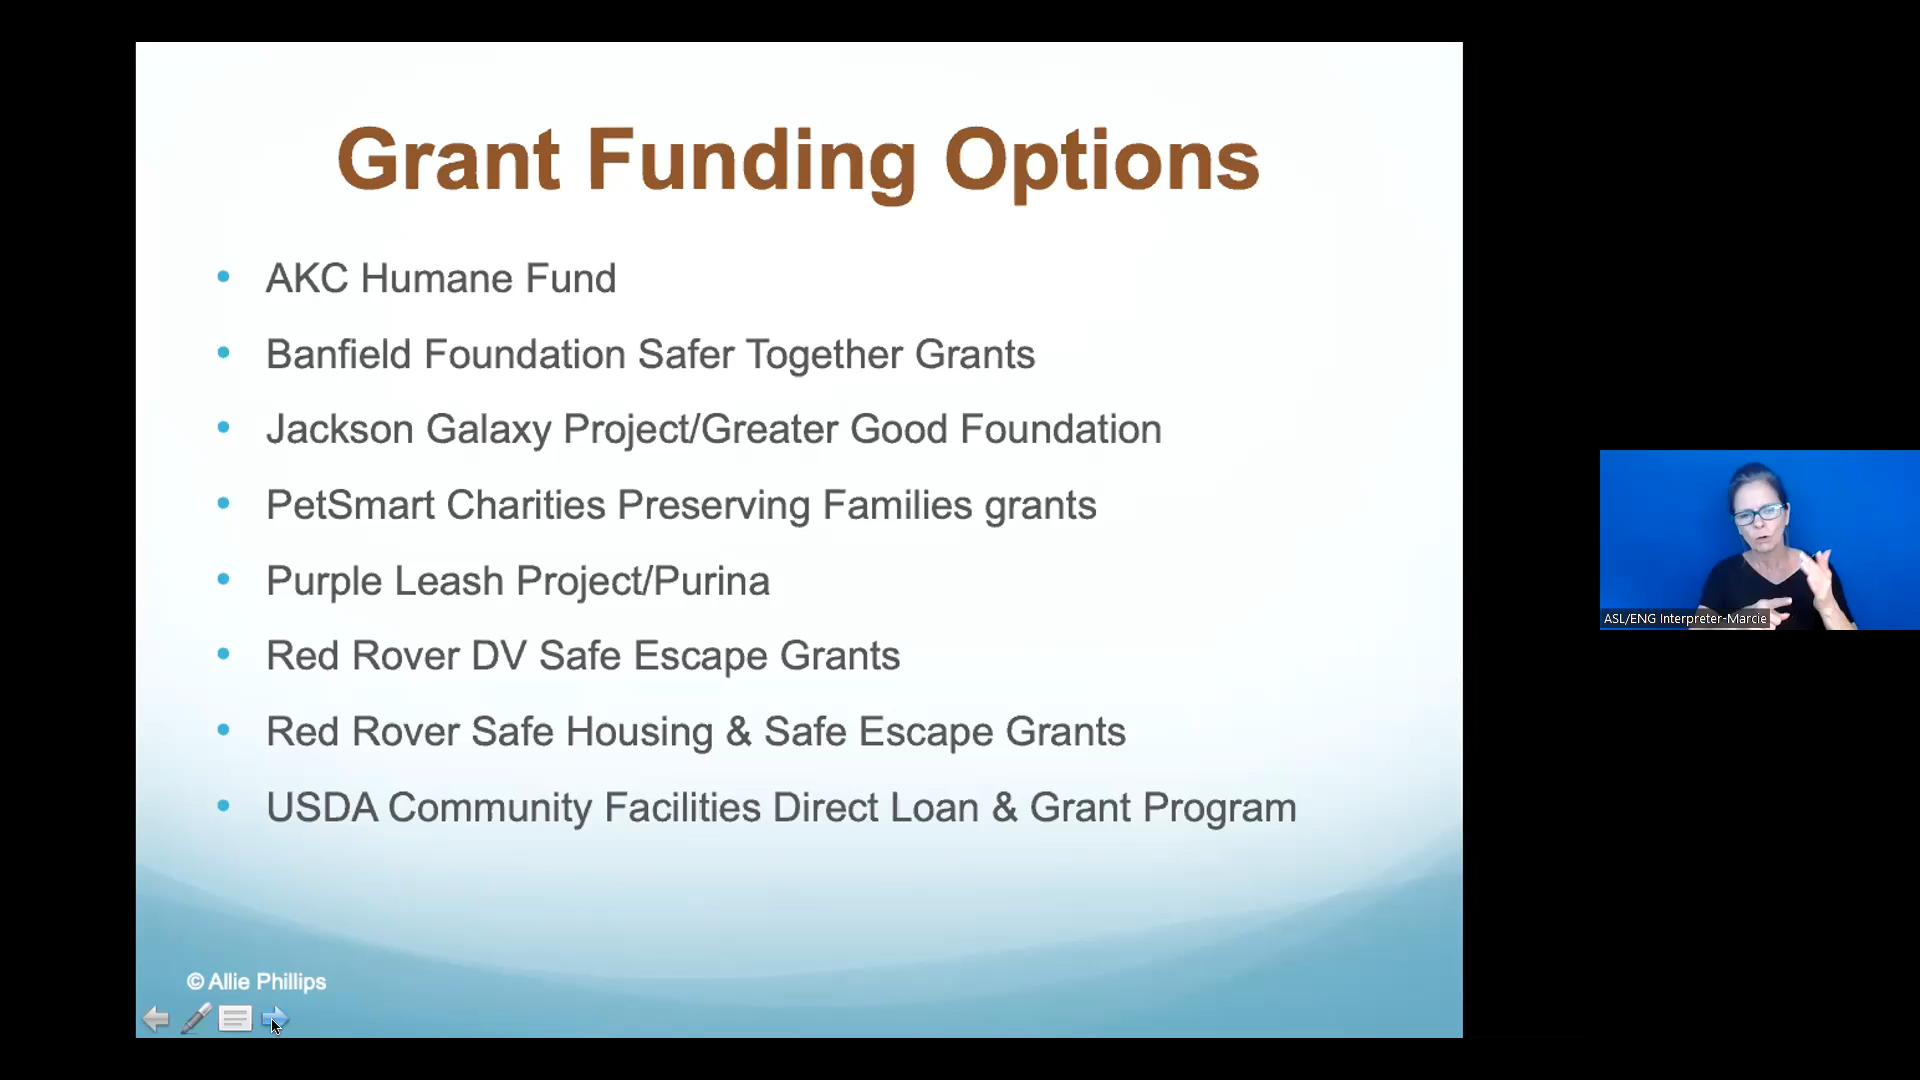 Grant Funding Options
• AKC Humane Fund
• Banfield Foundation Safer Together Grants
• Jackson Galaxy Project/Greater Good Foundation
• PetSmart Charities Preserving Families grants
• Purple Leash Project/Purina
• Red Rover DV Safe Escape Grants
• Red Rover Safe Housing & Safe Escape Grants
• USDA Community Facilities Direct Loan & Grant Program
© Allie Phillips
ASL/ENG Interpreter-Marcie